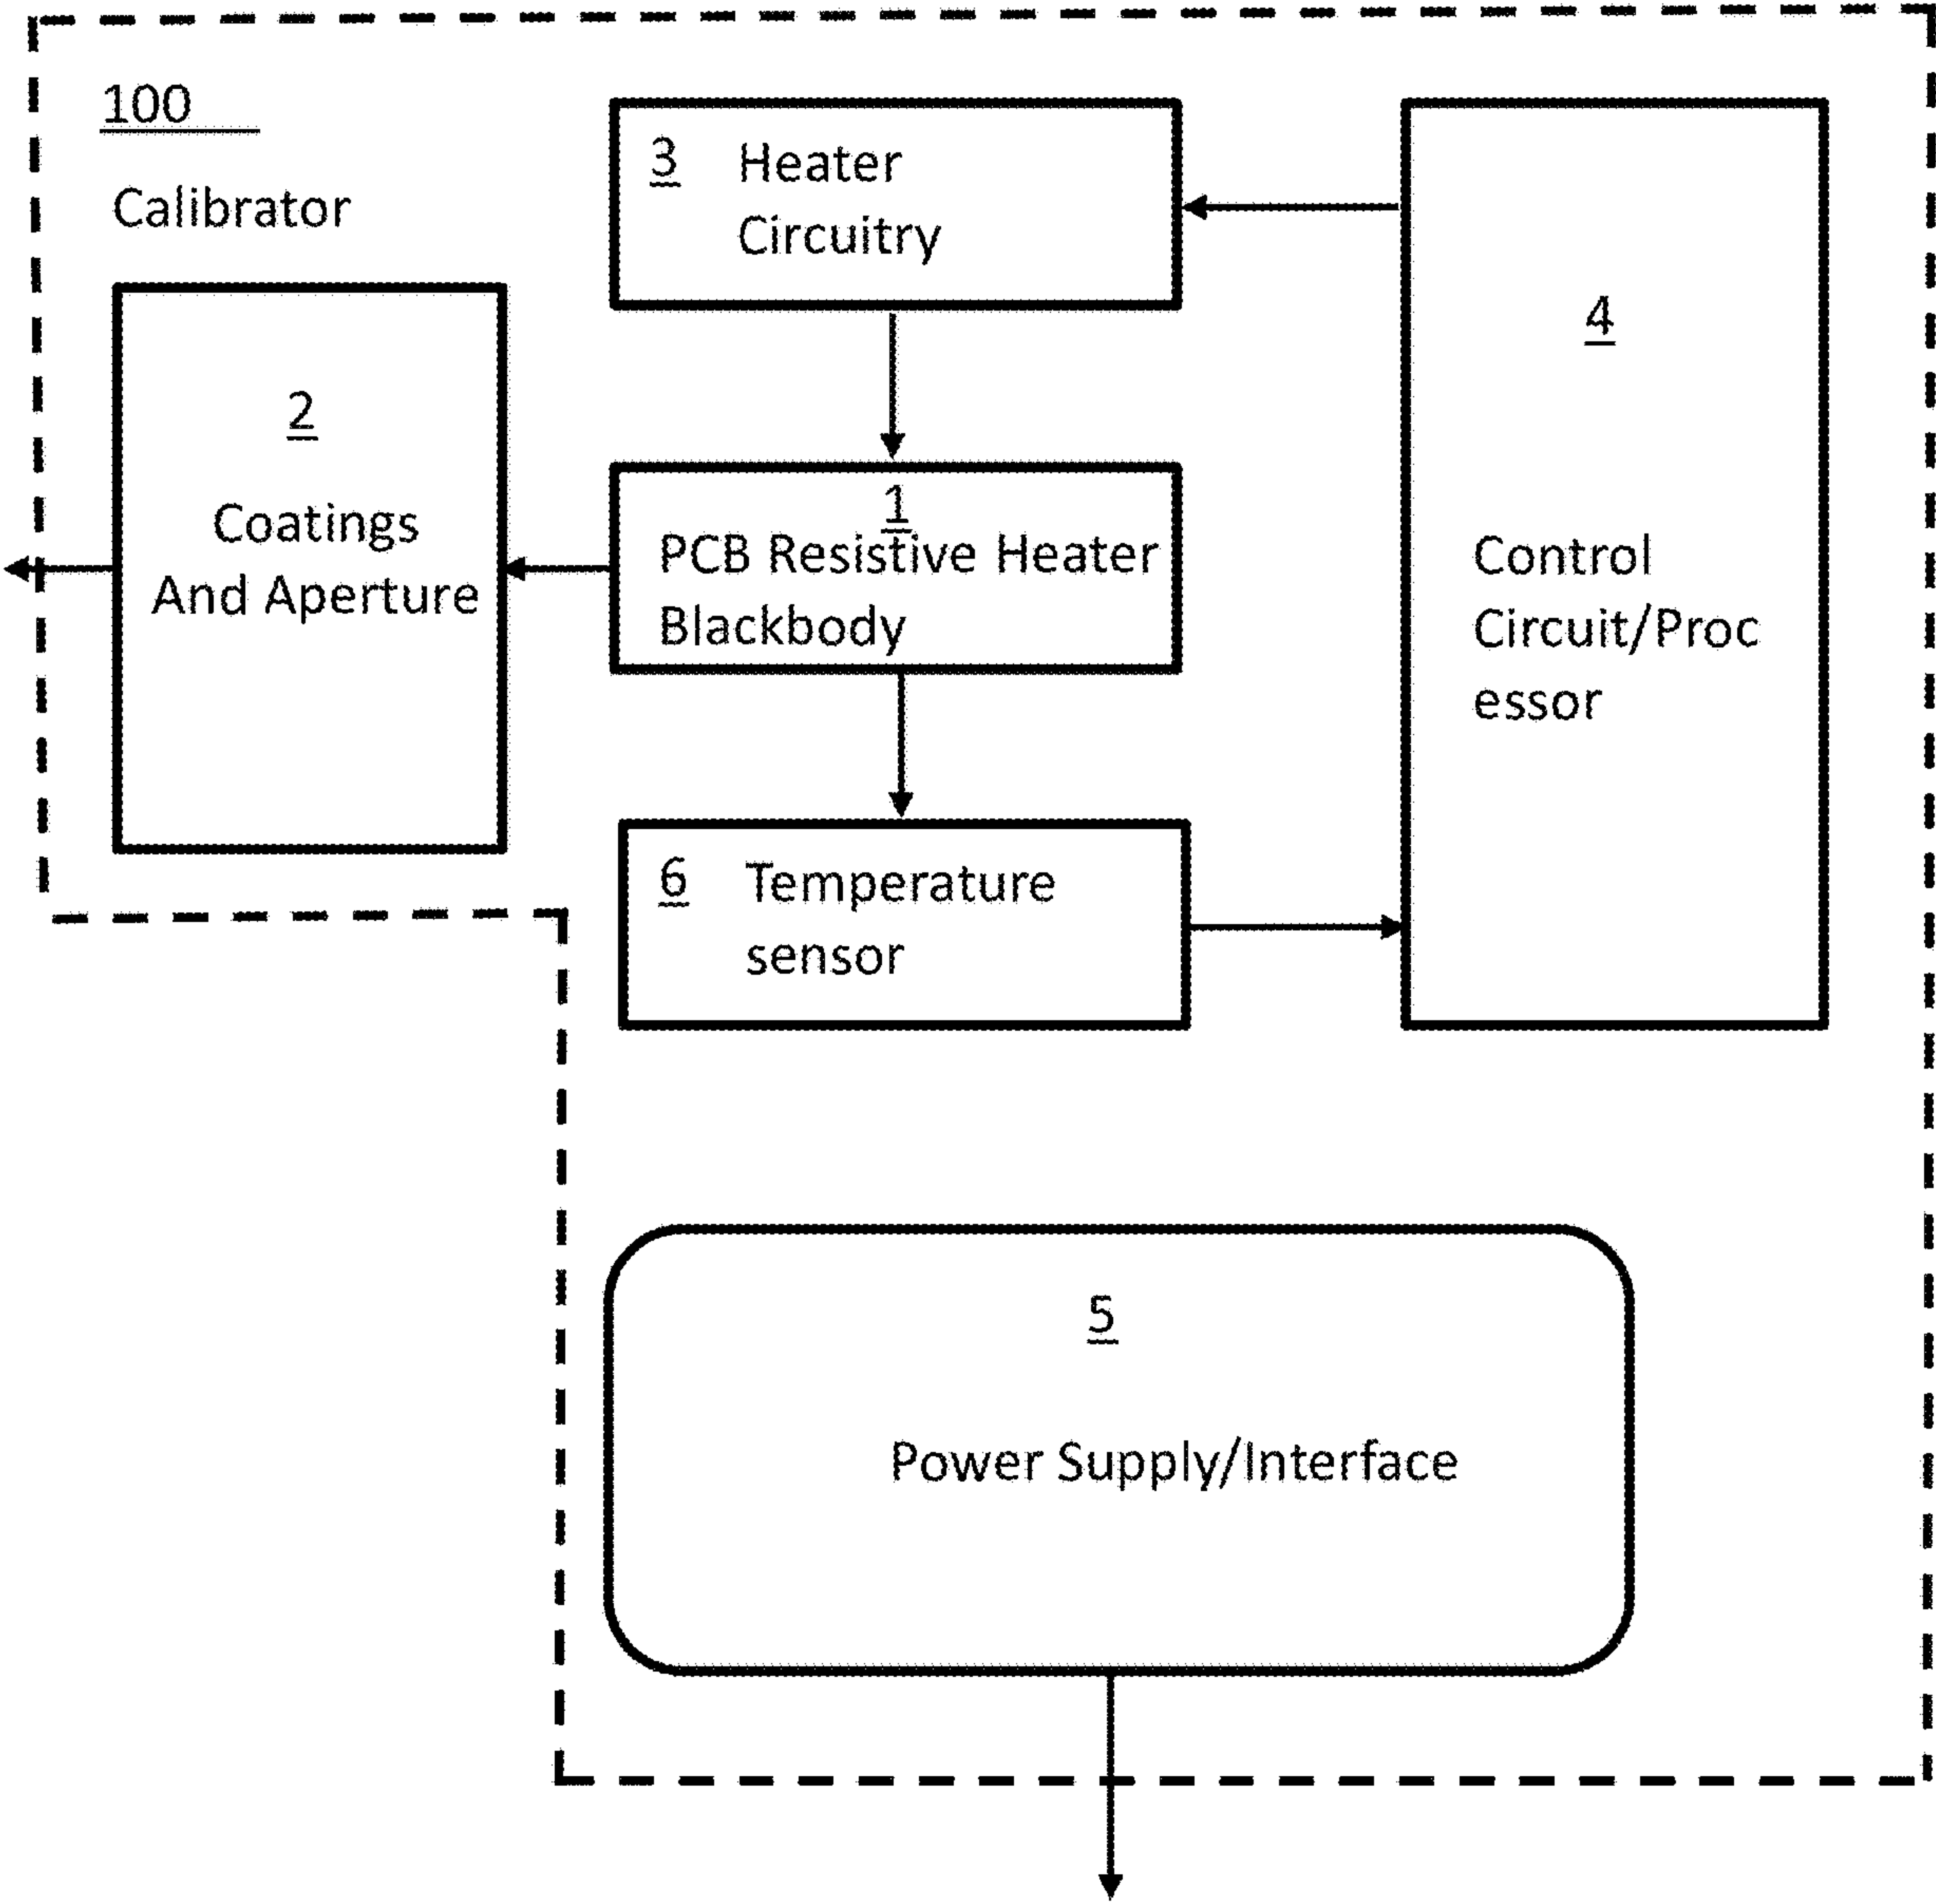 100
Calibrator
3 Heater
Circuitry
4
Control
Circuit/Proc
essor
2
Coatings
And Aperture
1
PCB Resistive Heater
Blackbody
6 Temperature
sensor
5
Power Supply/Interface